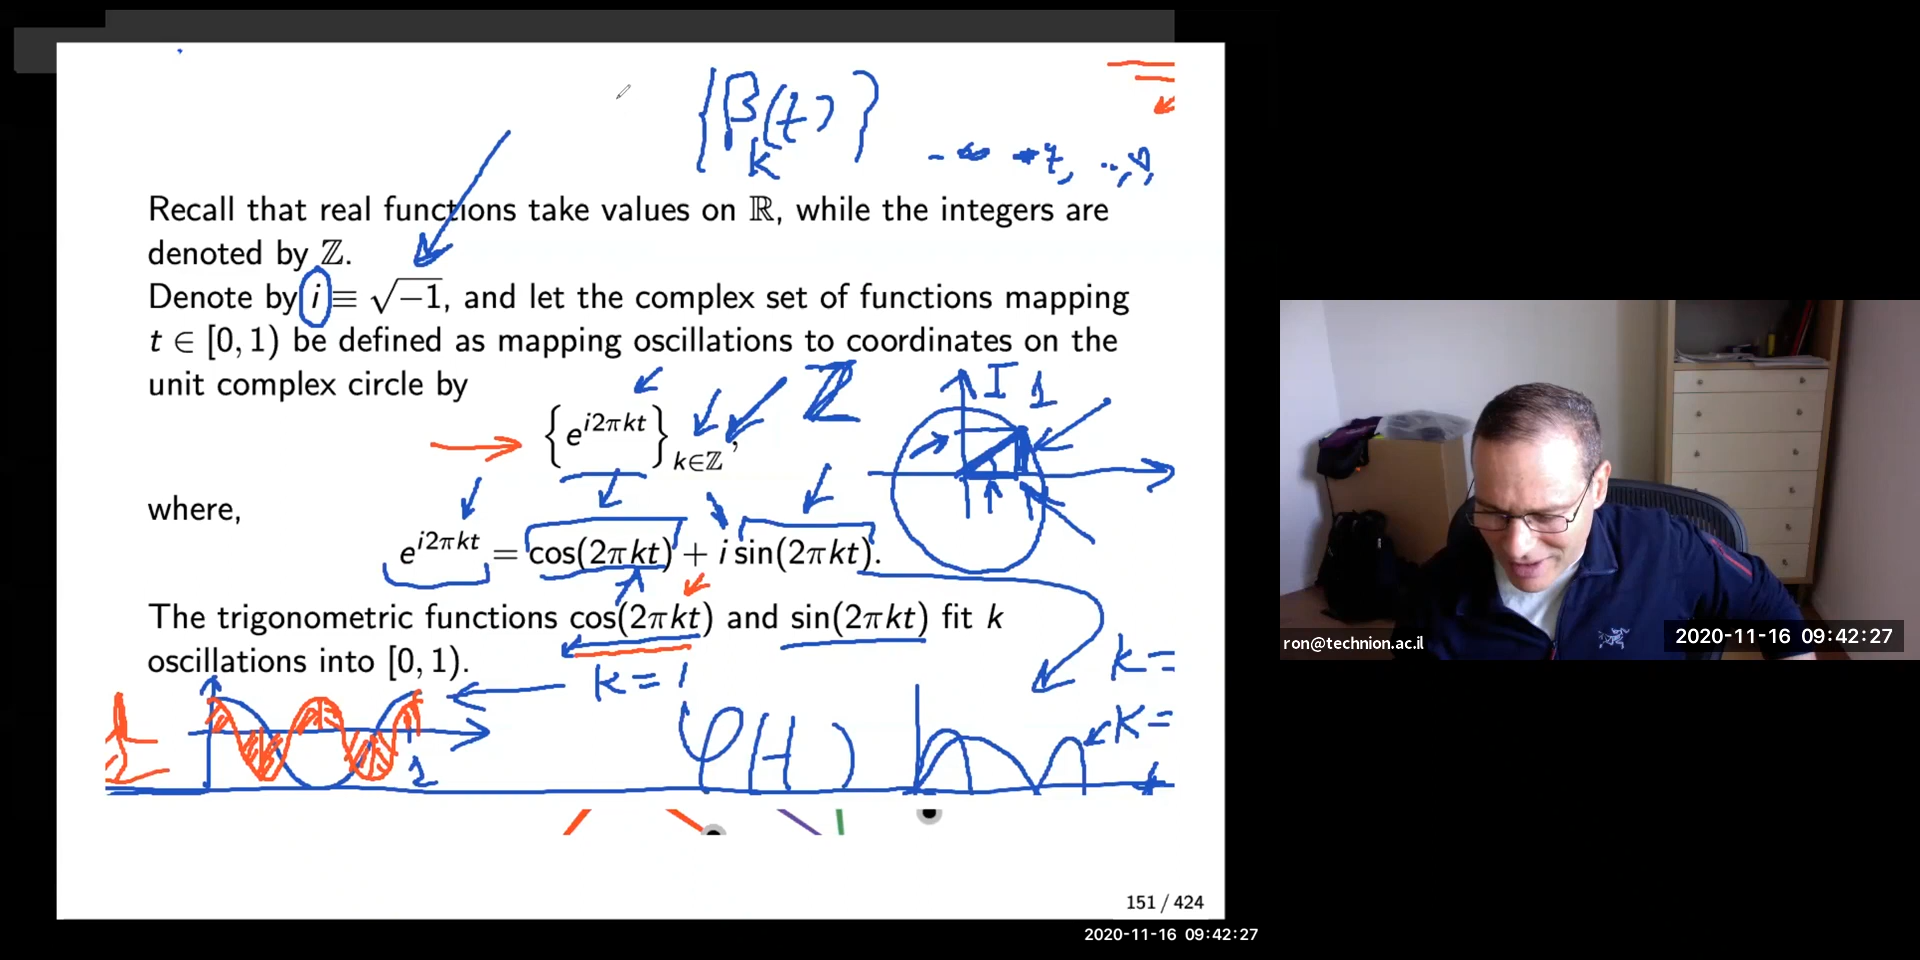 {β_k(t)}
Recall that real functions take values on ℝ, while the integers are
denoted by ℤ.
Denote by i ≡ √−1, and let the complex set of functions mapping
t ∈ [0, 1) be defined as mapping oscillations to coordinates on the
unit complex circle by
ℤ
I 1
{e^{i2πkt}}_{k∈ℤ},
where,
e^{i2πkt} = cos(2πkt) + i sin(2πkt).
The trigonometric functions cos(2πkt) and sin(2πkt) fit k
oscillations into [0, 1).
k=1
k=
k=
φ(t)
1
151 / 424
2020-11-16 09:42:27
ron@technion.ac.il
2020-11-16 09:42:27